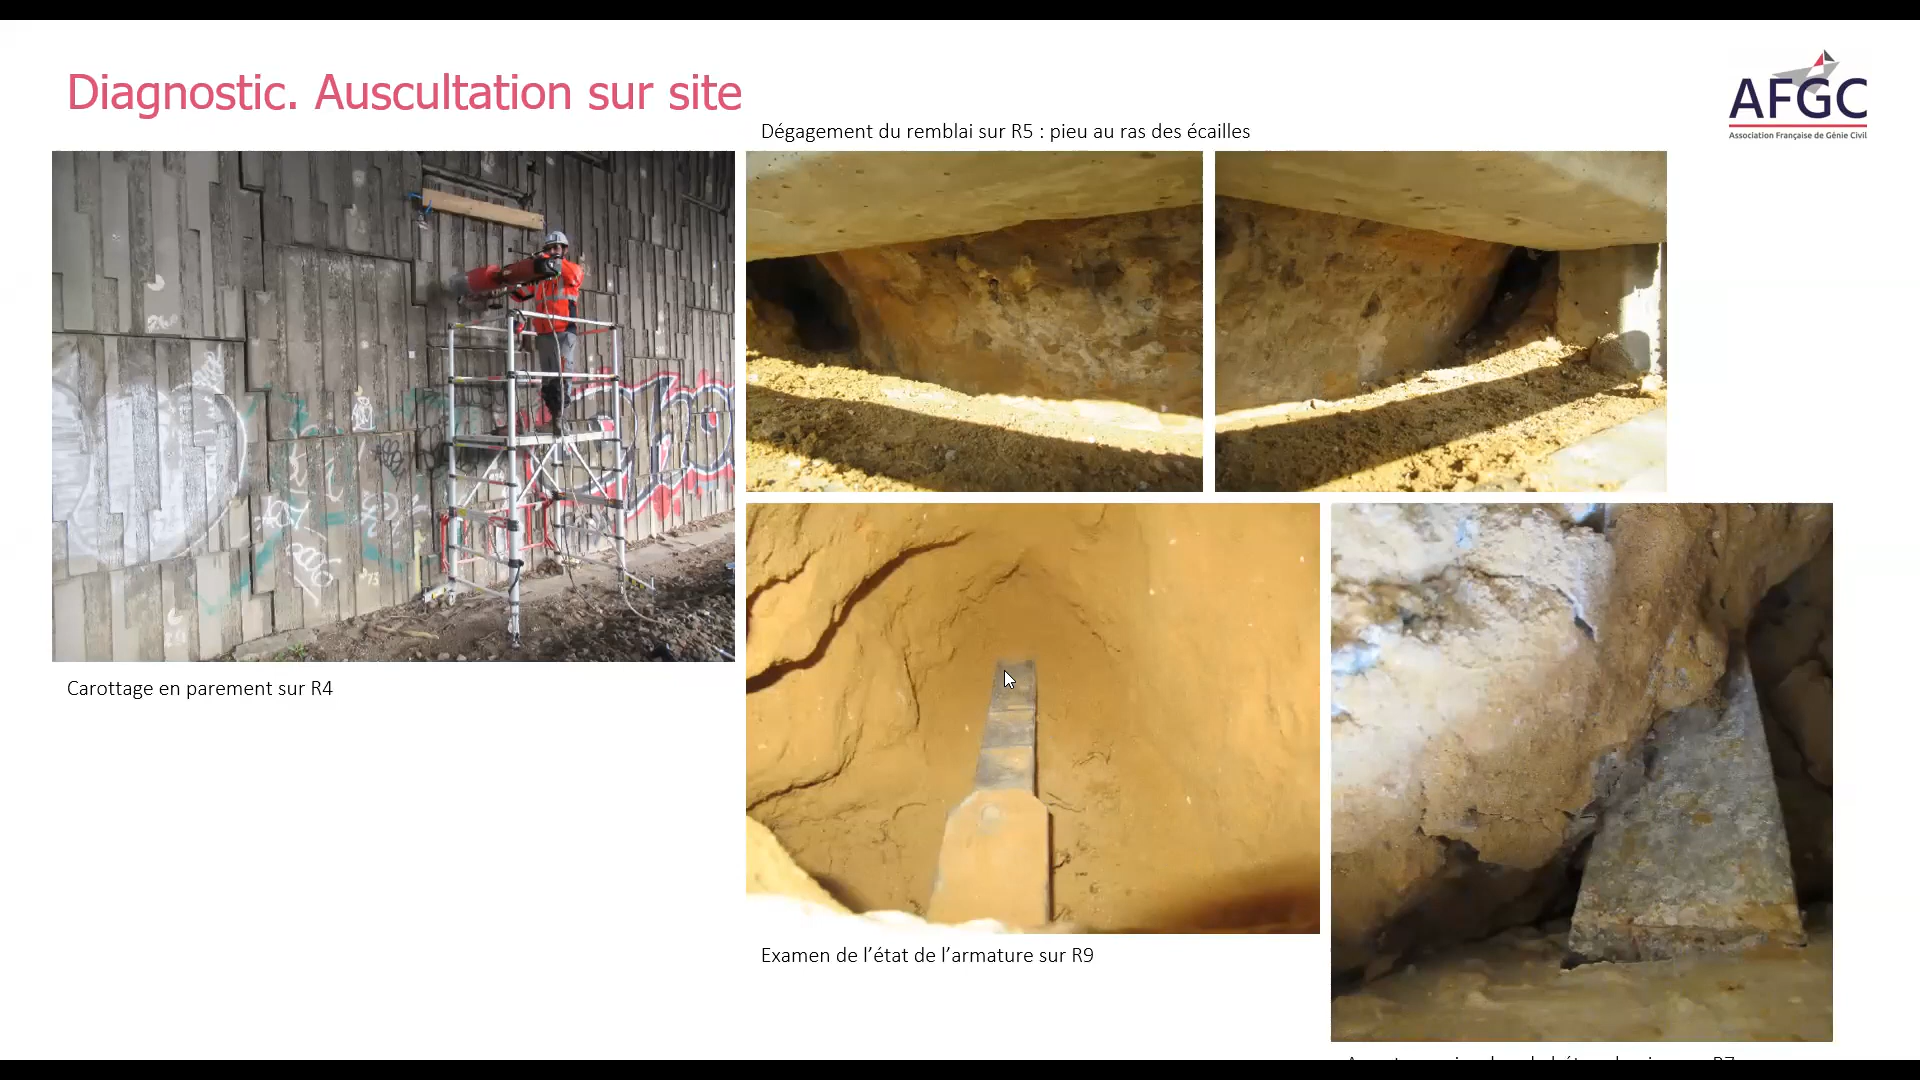 Diagnostic. Auscultation sur site
AFGC
Association Française de Génie Civil
Dégagement du remblai sur R5 : pieu au ras des écailles
Carottage en parement sur R4
Examen de l’état de l’armature sur R9